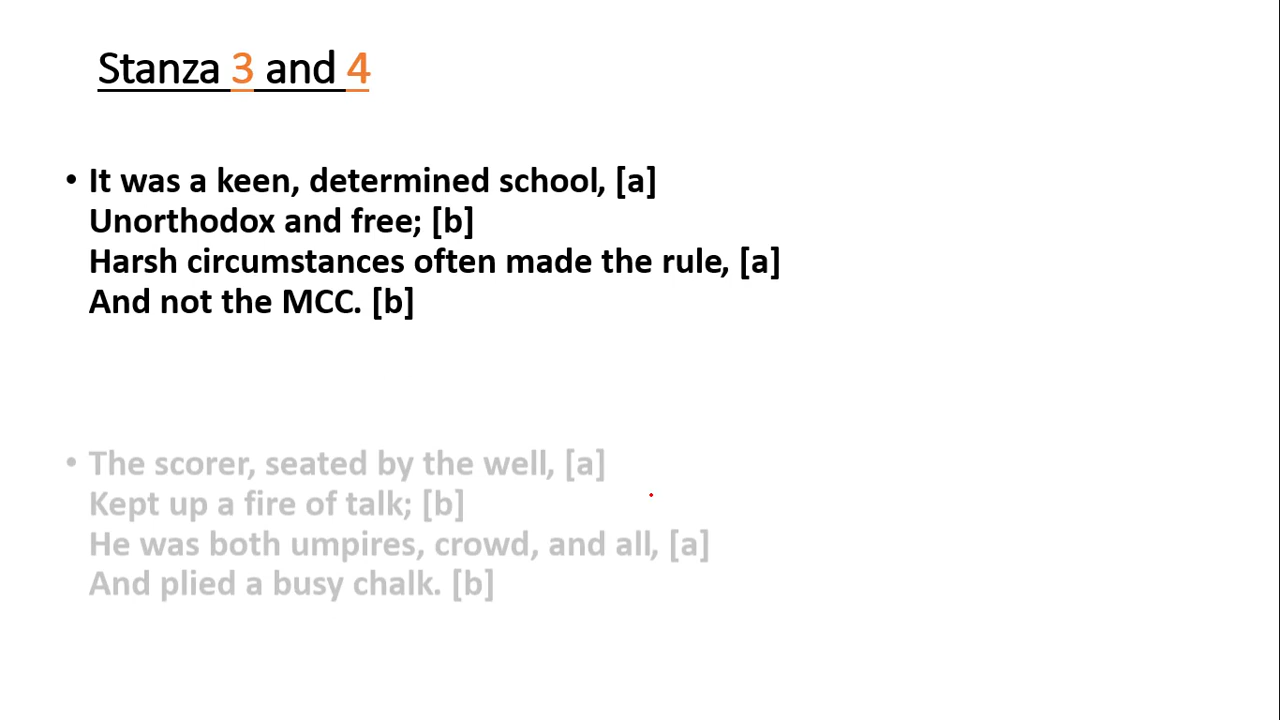 Stanza 3 and 4
• It was a keen, determined school, [a]
Unorthodox and free; [b]
Harsh circumstances often made the rule, [a]
And not the MCC. [b]
• The scorer, seated by the well, [a]
Kept up a fire of talk; [b]
He was both umpires, crowd, and all, [a]
And plied a busy chalk. [b]